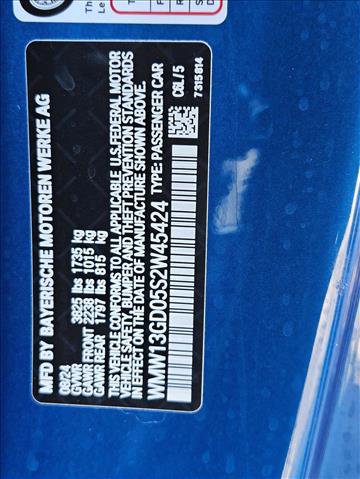 MFD BY BAYERISCHE MOTOREN WERKE AG
08/24
GVWR 3825 lbs 1735 kg
GAWR FRONT 2238 lbs 1015 kg
GAWR REAR 1797 lbs 815 kg
THIS VEHICLE CONFORMS TO ALL APPLICABLE U.S. FEDERAL MOTOR
VEHICLE SAFETY, BUMPER AND THEFT PREVENTION STANDARDS
IN EFFECT ON THE DATE OF MANUFACTURE SHOWN ABOVE.
WMW13GD05S2W45424 TYPE: PASSENGER CAR
C6L/5
7315814